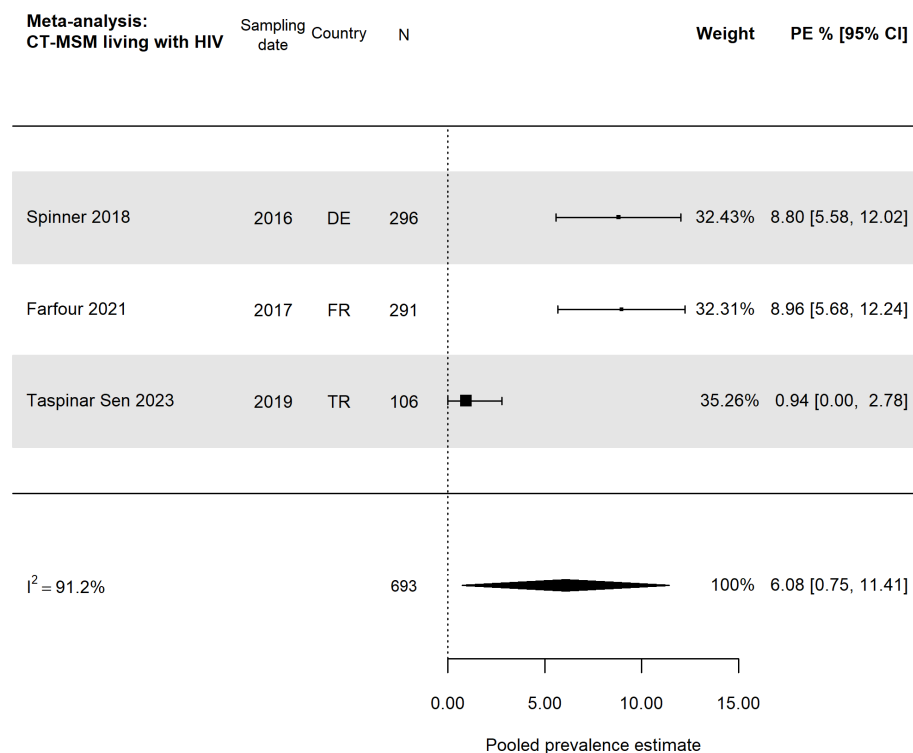 Meta-analysis:
CT-MSM living with HIV
Sampling date Country N Weight PE % [95% CI]
Spinner 2018 2016 DE 296 32.43% 8.80 [5.58, 12.02]
Farfour 2021 2017 FR 291 32.31% 8.96 [5.68, 12.24]
Taspinar Sen 2023 2019 TR 106 35.26% 0.94 [0.00, 2.78]
I² = 91.2% 693 100% 6.08 [0.75, 11.41]
0.00 5.00 10.00 15.00
Pooled prevalence estimate